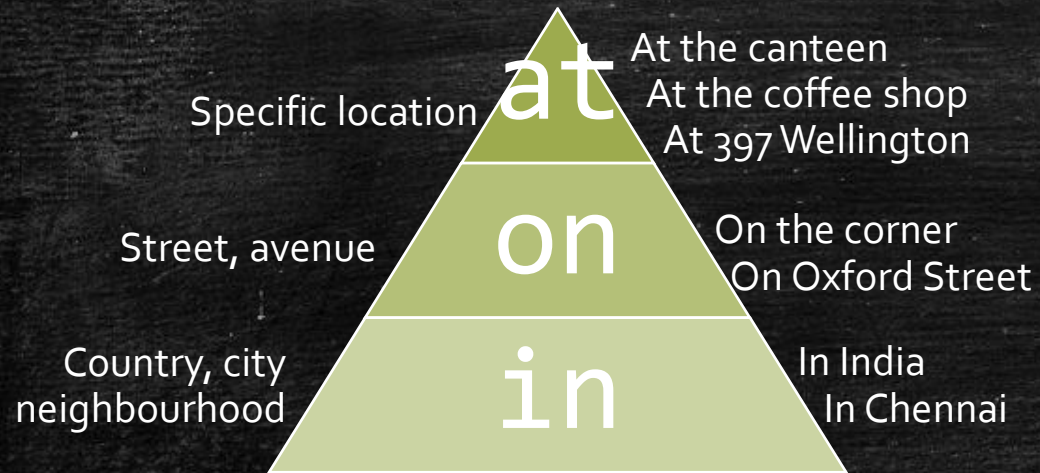 Specific location
at
At the canteen
At the coffee shop
At 397 Wellington
Street, avenue
on
On the corner
On Oxford Street
Country, city
neighbourhood
in
In India
In Chennai